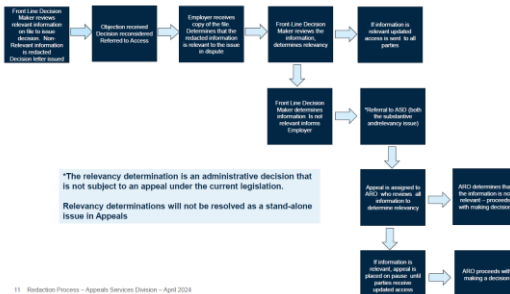 Front Line Decision
Maker reviews
relevant information
on file to issue
decision. Non-
Relevant information
is redacted
Decision letter issued
Objection received
Decision reconsidered
Referred to Access
Employer receives
copy of the file.
Determines that the
redacted information
is relevant to the issue
in dispute
Front-Line Decision
Maker reviews the
information,
determines relevancy
If information is
relevant updated
access is sent to all
parties
Front Line Decision
Maker determines
information Is not
relevant informs
Employer
*Referral to ASD (both
the substantive
andrelevancy issue)
*The relevancy determination is an administrative decision that
is not subject to an appeal under the current legislation.
Relevancy determinations will not be resolved as a stand-alone
issue in Appeals
Appeal is assigned to
ARO who reviews all
information to
determine relevancy
ARO determines that
the information is not
relevant – proceeds
with making decision
If information is
relevant, appeal is
placed on pause until
parties receive
updated access
ARO proceeds with
making a decision
11 Redaction Process – Appeals Services Division – April 2024